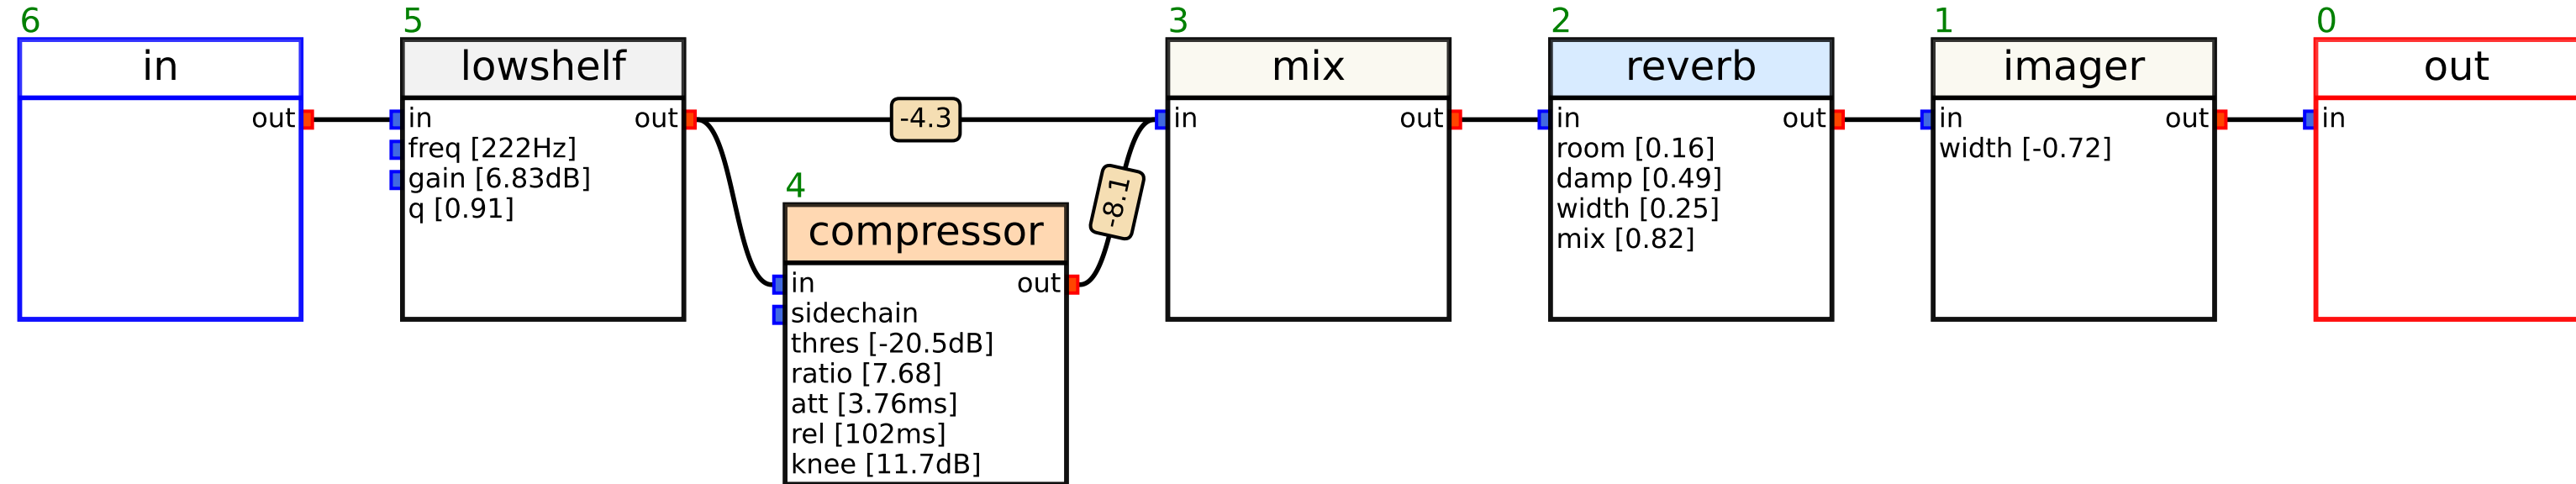 6
in
out
5
lowshelf
in
out
freq [222Hz]
gain [6.83dB]
q [0.91]
-4.3
4
compressor
in
out
sidechain
thres [-20.5dB]
ratio [7.68]
att [3.76ms]
rel [102ms]
knee [11.7dB]
-8.1
3
mix
in
out
2
reverb
in
out
room [0.16]
damp [0.49]
width [0.25]
mix [0.82]
1
imager
in
out
width [-0.72]
0
out
in